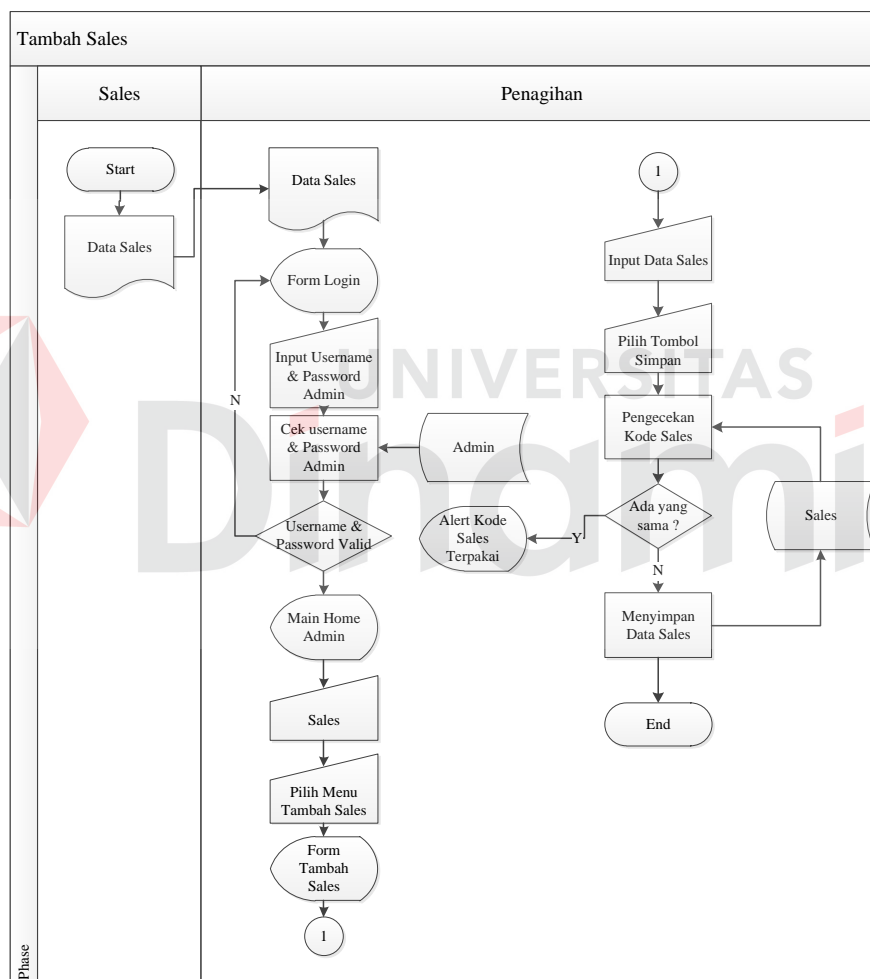 Tambah Sales
Sales
Penagihan
Start
Data Sales
Data Sales
Form Login
Input Username
& Password
Admin
Cek username
& Password
Admin
Admin
Username &
Password Valid
N
Main Home
Admin
Sales
Pilih Menu
Tambah Sales
Form
Tambah
Sales
1
1
Input Data Sales
Pilih Tombol
Simpan
Pengecekan
Kode Sales
Ada yang
sama ?
Y
Alert Kode
Sales
Terpakai
N
Sales
Menyimpan
Data Sales
End
Phase
UNIVERSITAS
Dinami